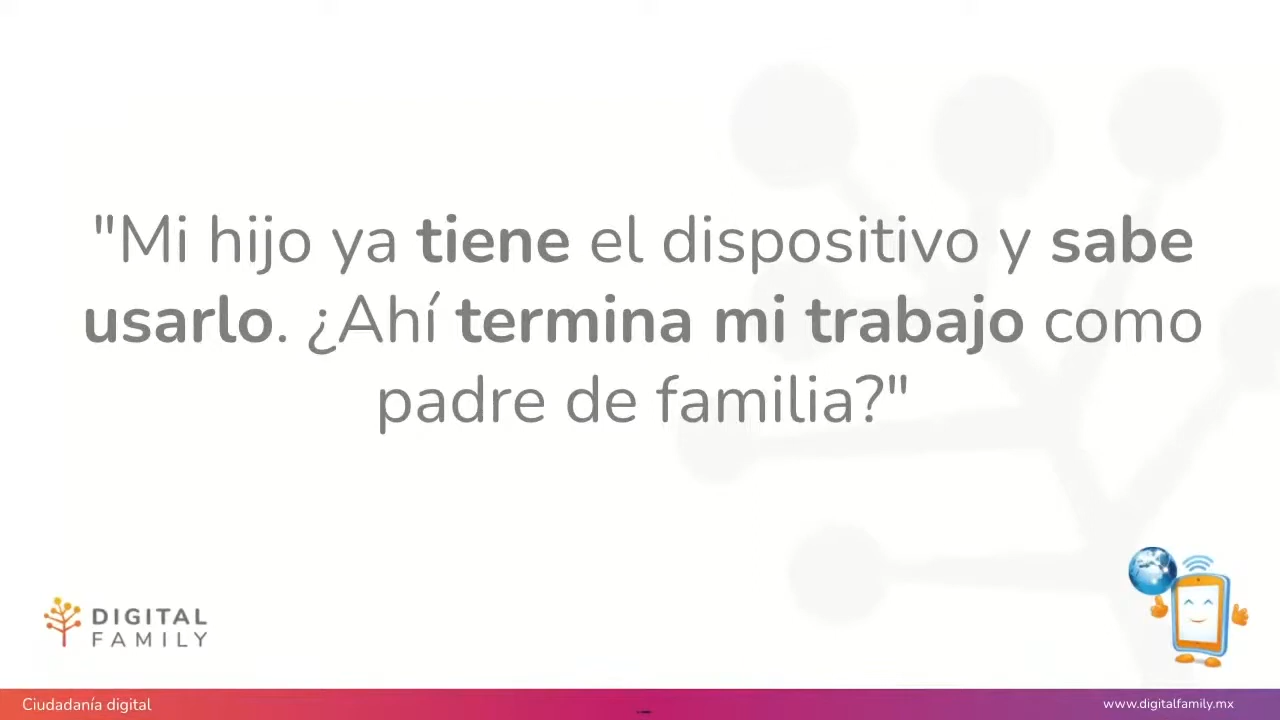 "Mi hijo ya tiene el dispositivo y sabe
usarlo. ¿Ahí termina mi trabajo como
padre de familia?"
DIGITAL
FAMILY
Ciudadanía digital
www.digitalfamily.mx